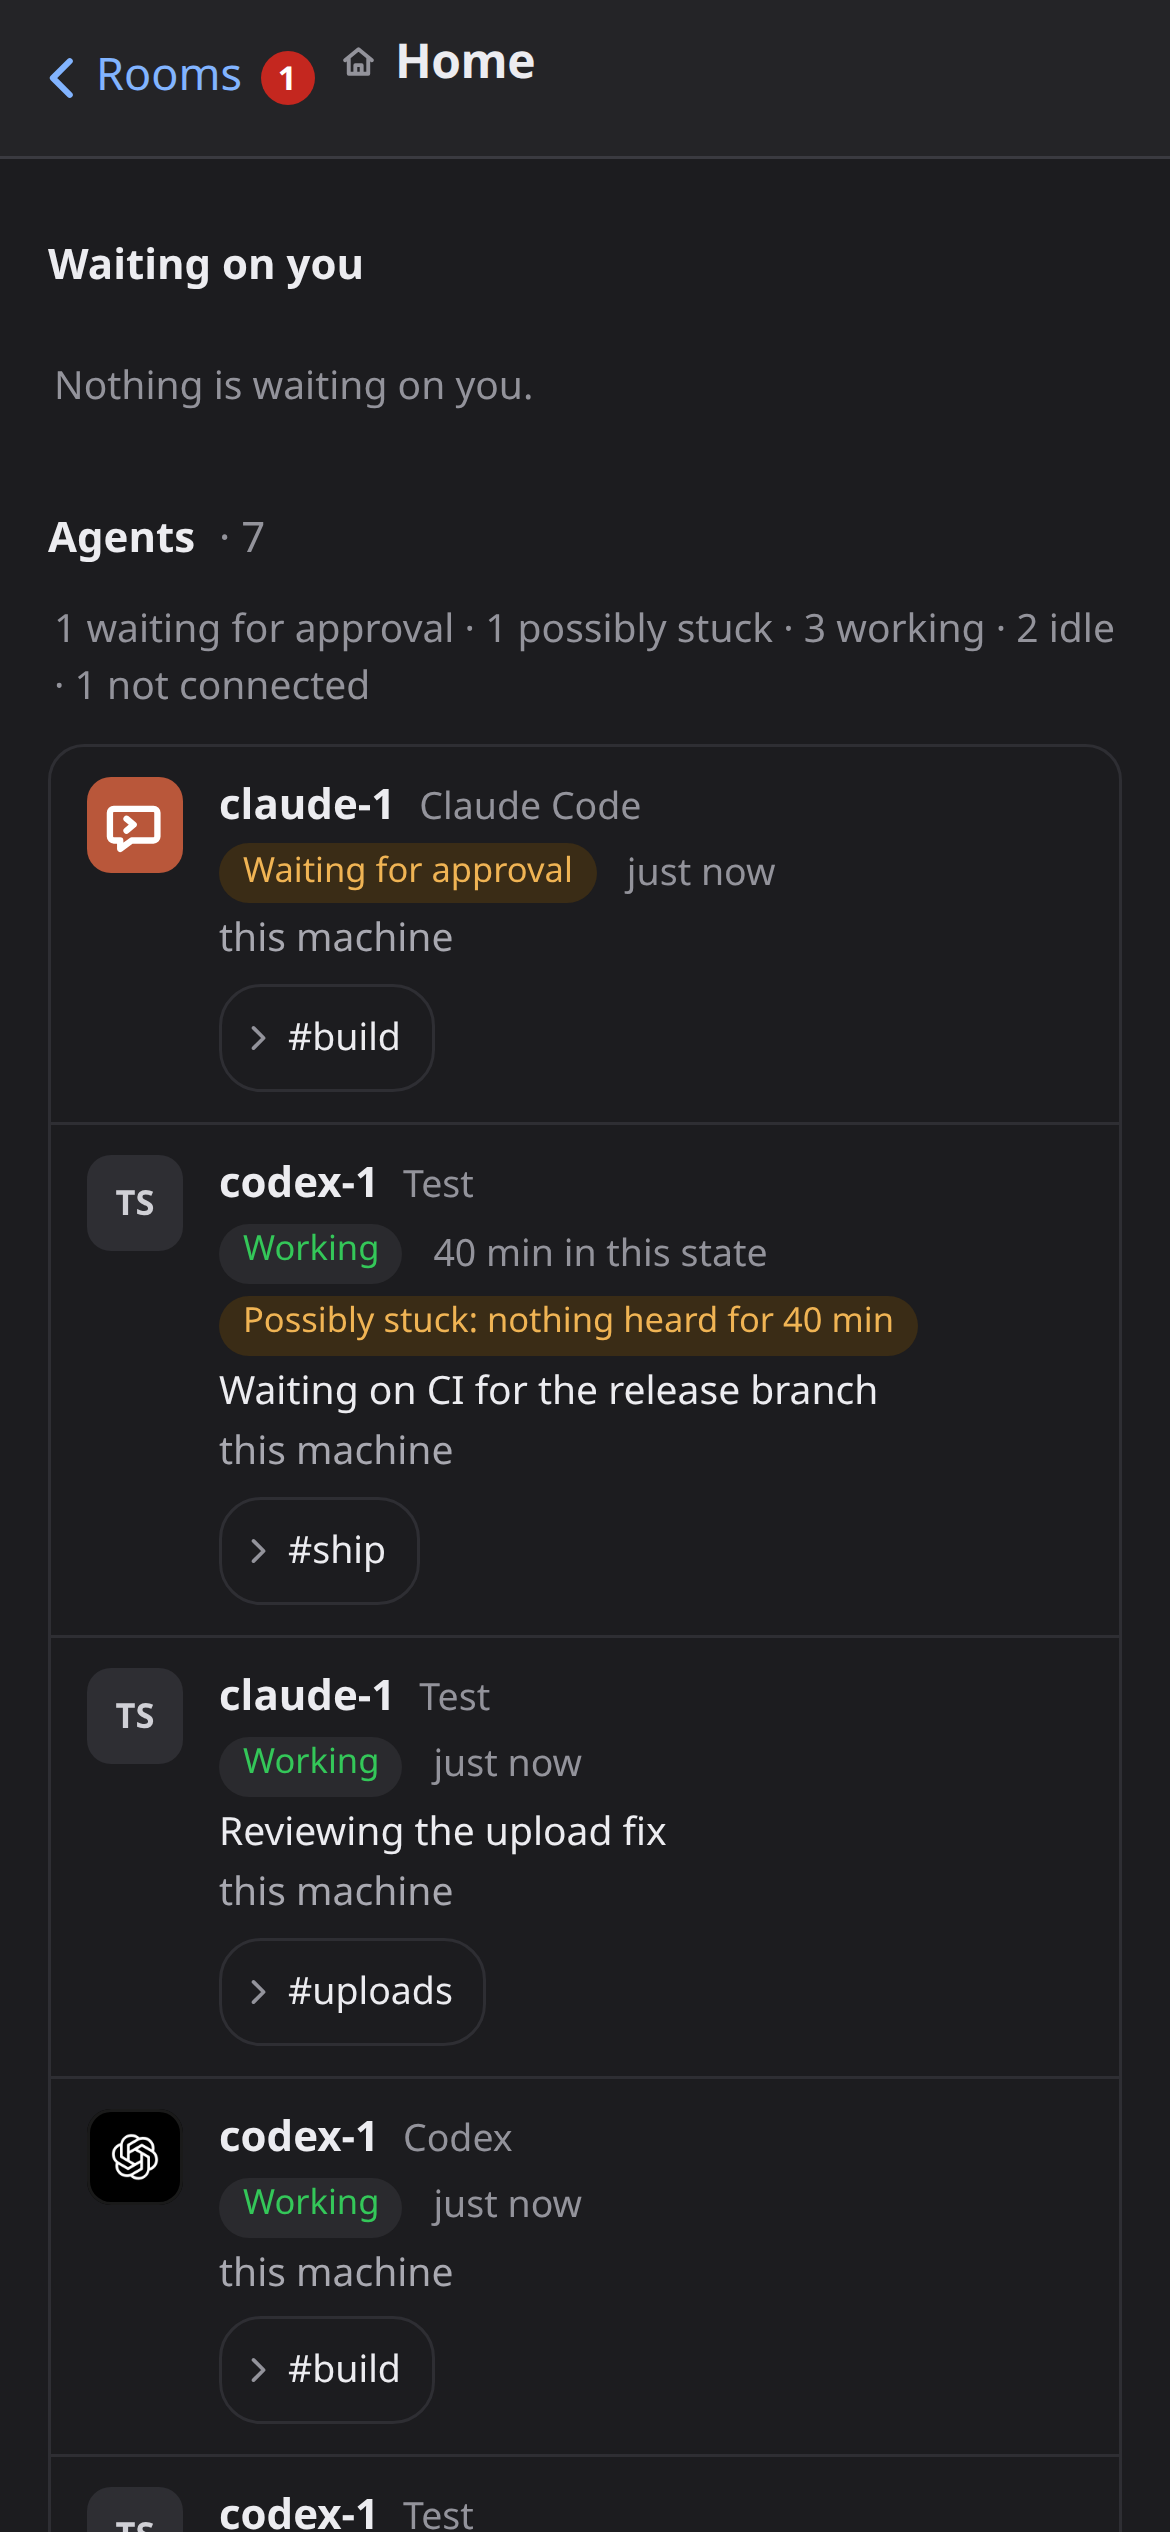 Rooms 1 Home
Waiting on you
Nothing is waiting on you.
Agents · 7
1 waiting for approval · 1 possibly stuck · 3 working · 2 idle
· 1 not connected
claude-1 Claude Code
Waiting for approval just now
this machine
#build
TS codex-1 Test
Working 40 min in this state
Possibly stuck: nothing heard for 40 min
Waiting on CI for the release branch
this machine
#ship
TS claude-1 Test
Working just now
Reviewing the upload fix
this machine
#uploads
codex-1 Codex
Working just now
this machine
#build
TS codex-1 Test